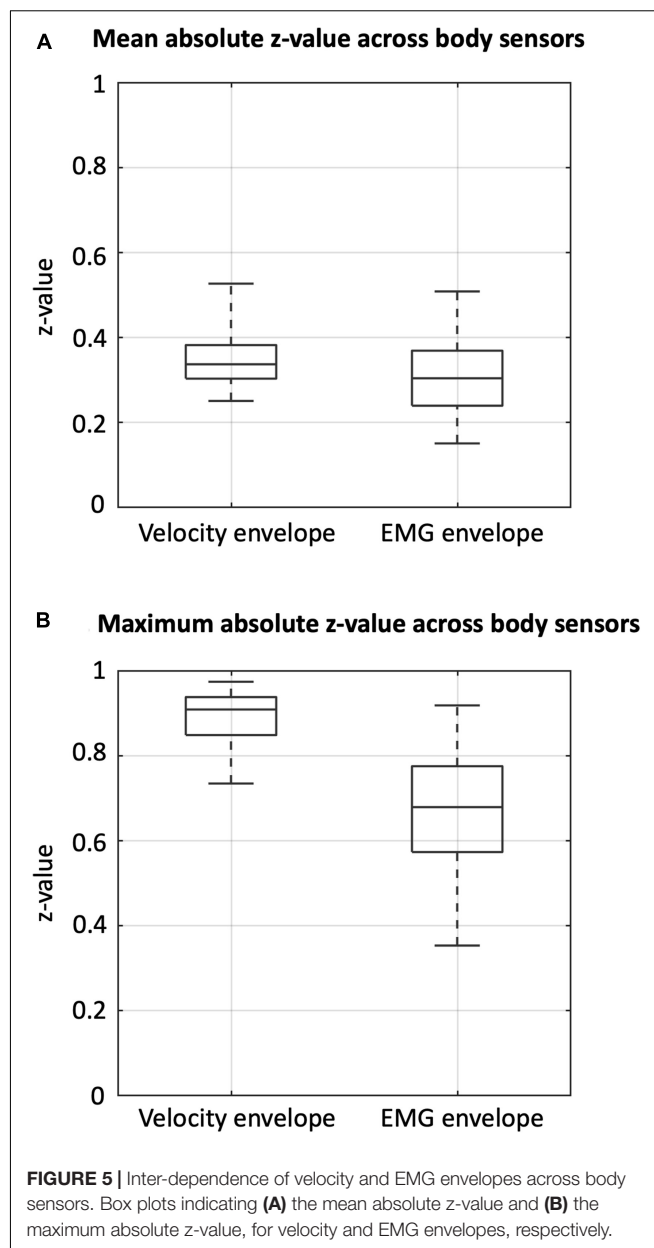 A Mean absolute z-value across body sensors
1
0.8
0.6
0.4
0.2
0
z-value
Velocity envelope EMG envelope
B Maximum absolute z-value across body sensors
1
0.8
0.6
0.4
0.2
0
z-value
Velocity envelope EMG envelope
FIGURE 5 | Inter-dependence of velocity and EMG envelopes across body
sensors. Box plots indicating (A) the mean absolute z-value and (B) the
maximum absolute z-value, for velocity and EMG envelopes, respectively.